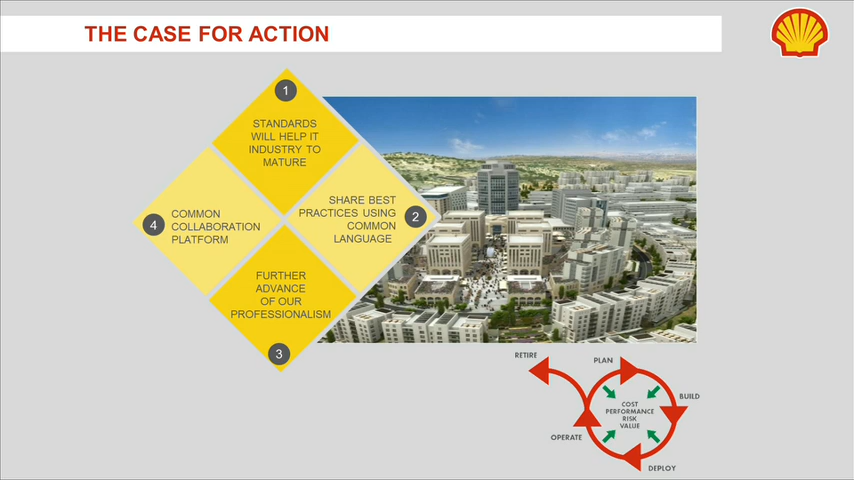 THE CASE FOR ACTION
1
STANDARDS
WILL HELP IT
INDUSTRY TO
MATURE
SHARE BEST
PRACTICES USING
COMMON
LANGUAGE
2
FURTHER
ADVANCE
OF OUR
PROFESSIONALISM
3
4
COMMON
COLLABORATION
PLATFORM
RETIRE
PLAN
BUILD
COST
PERFORMANCE
RISK
VALUE
OPERATE
DEPLOY